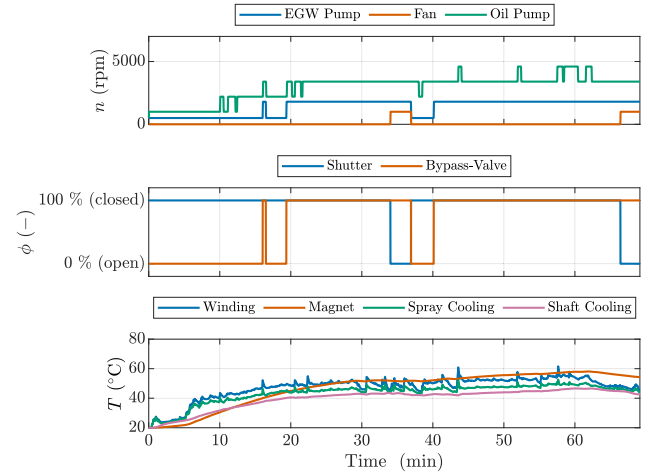 EGW Pump Fan Oil Pump
5000
0
n (rpm)
Shutter Bypass-Valve
100 % (closed)
0 % (open)
ϕ (−)
Winding Magnet Spray Cooling Shaft Cooling
80
60
40
20
T (°C)
0 10 20 30 40 50 60
Time (min)